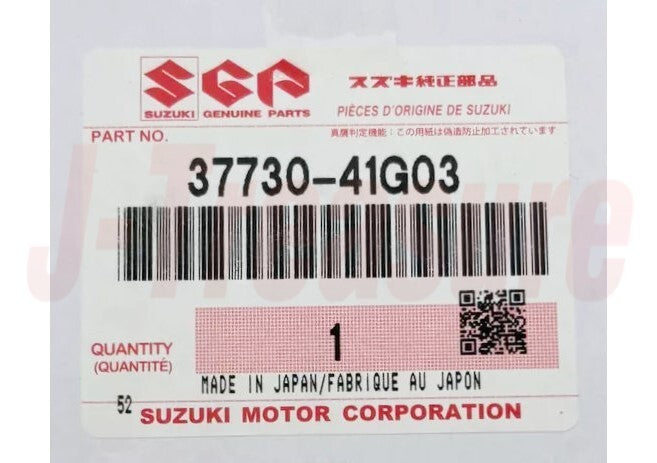 SGP
SUZUKI GENUINE PARTS
スズキ純正部品
PIÈCES D'ORIGINE DE SUZUKI
PART NO.
真贋判定機能：この用紙は偽造防止加工されています
37730-41G03
J-Treasure
1
QUANTITY
(QUANTITÉ)
MADE IN JAPAN/FABRIQUE AU JAPON
52
SUZUKI MOTOR CORPORATION